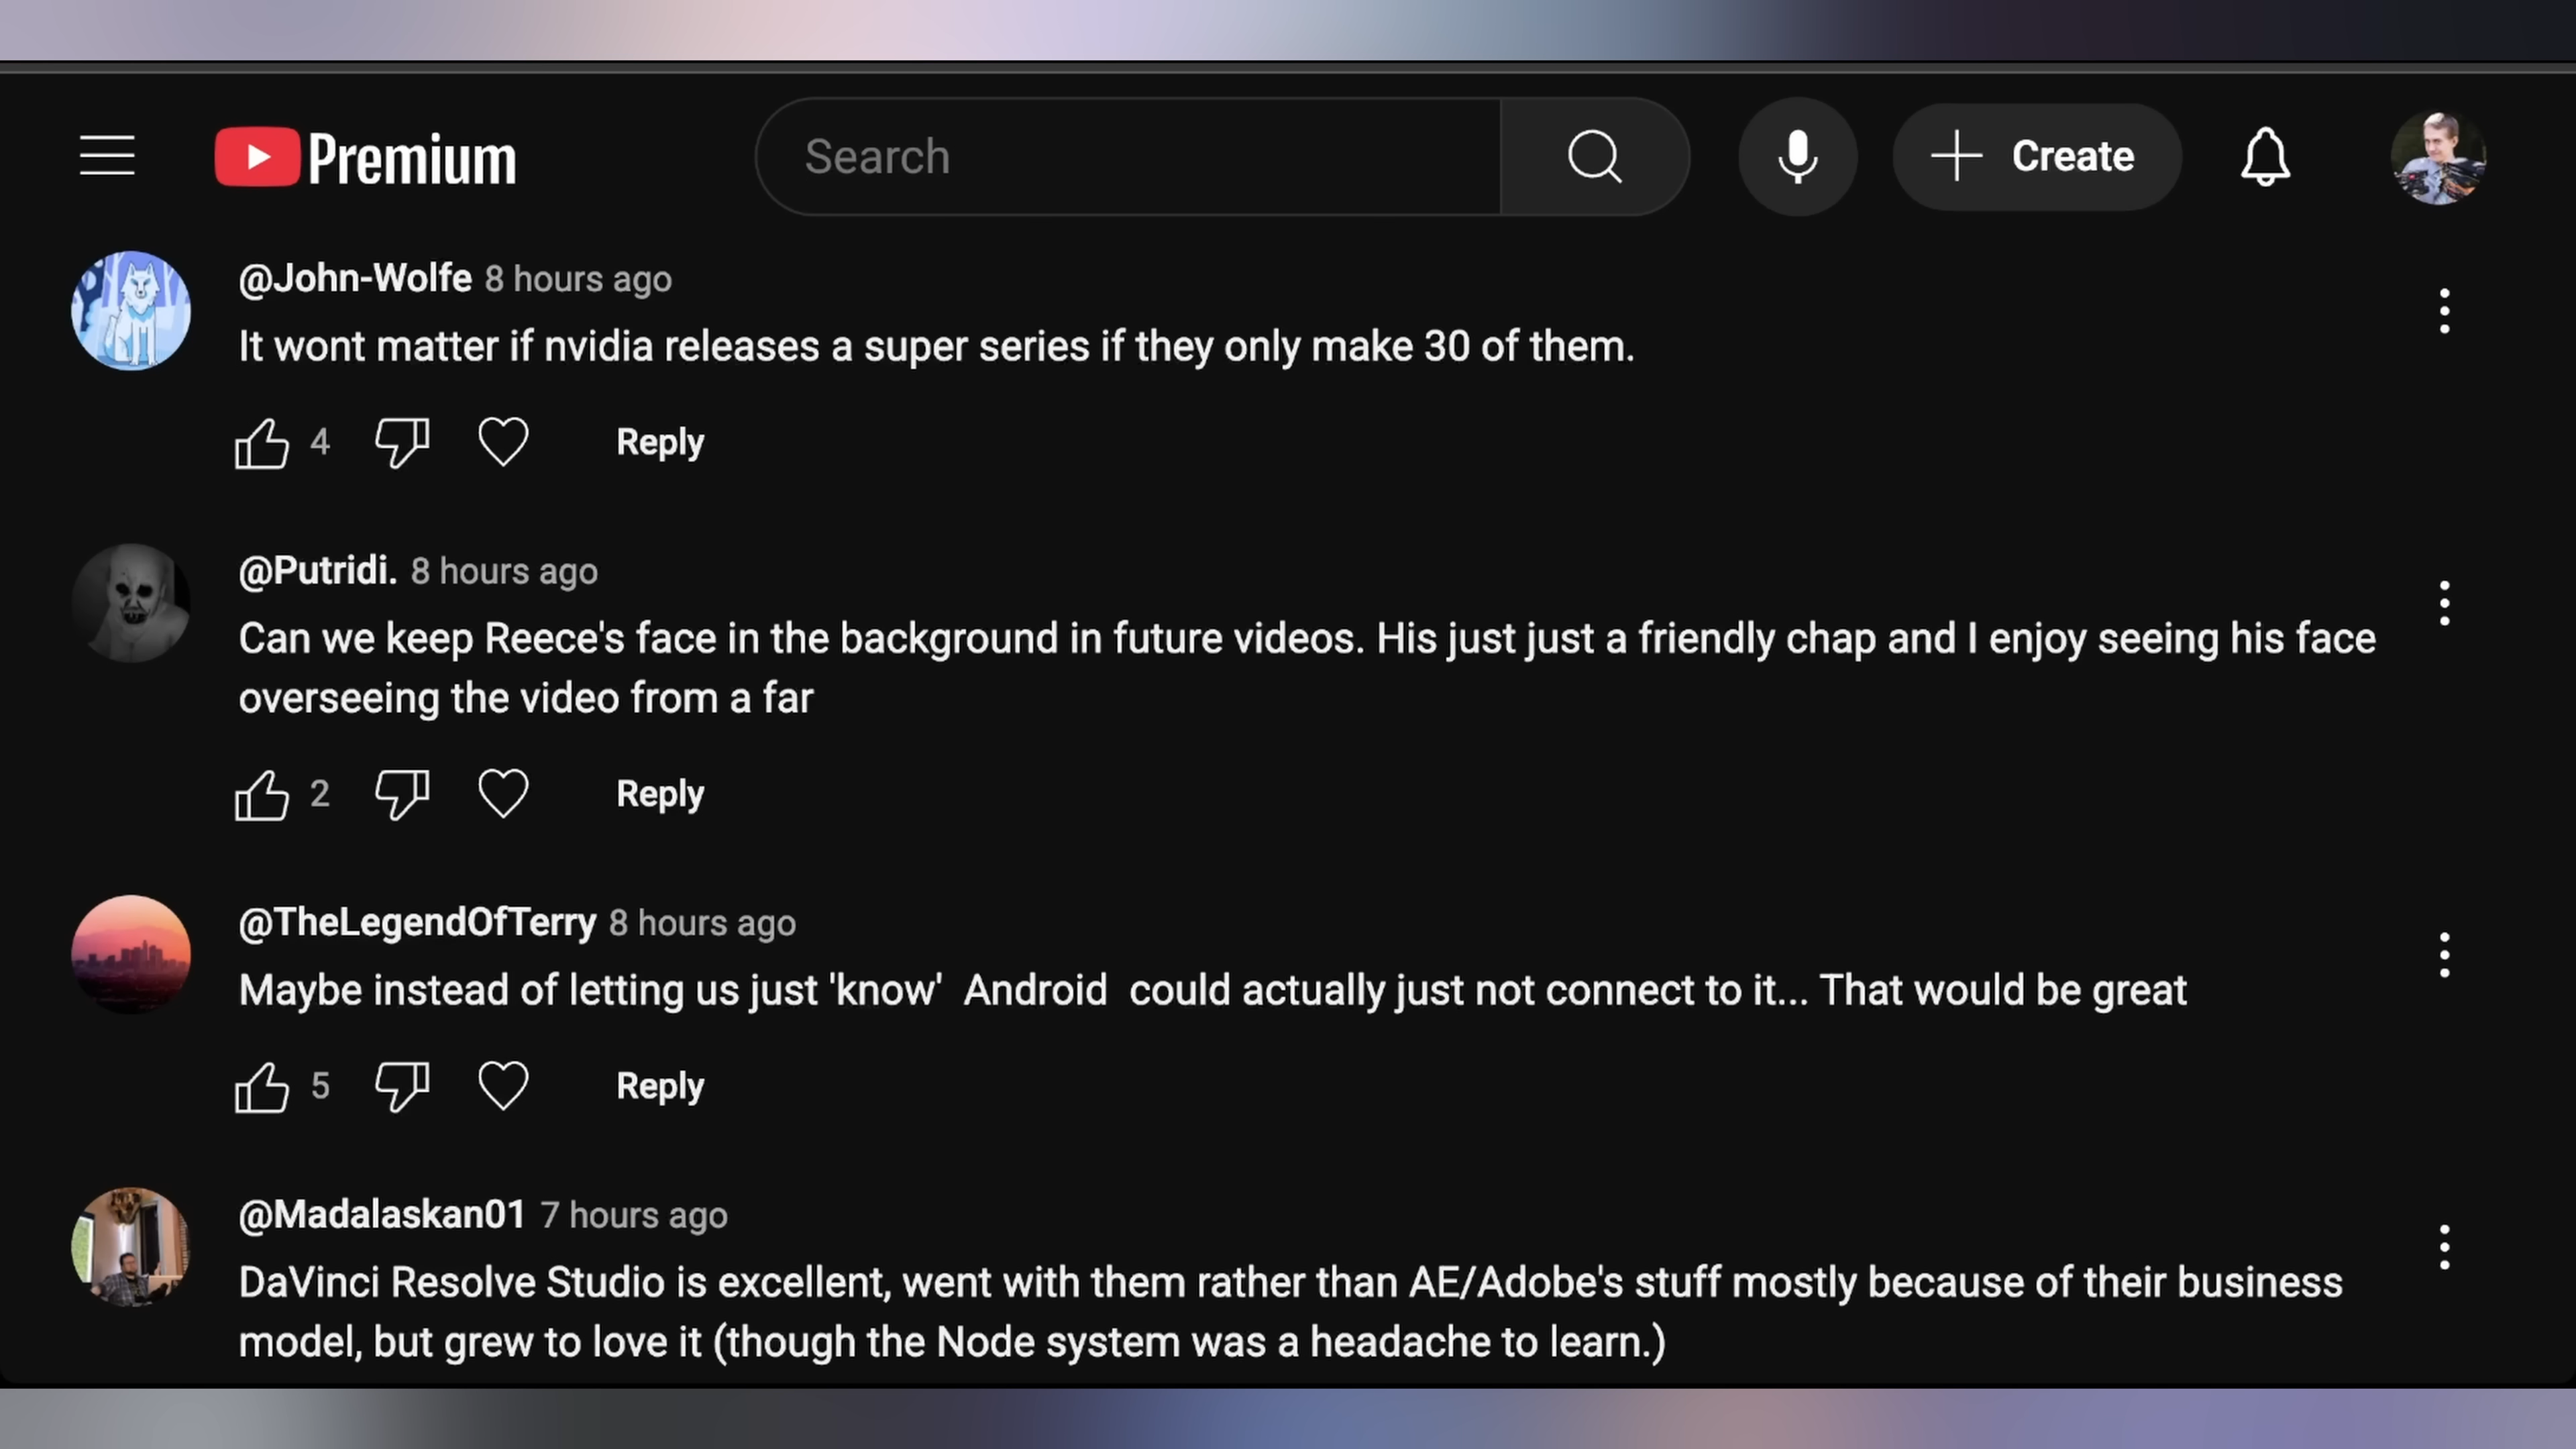 Premium
Search
Create
@John-Wolfe 8 hours ago
It wont matter if nvidia releases a super series if they only make 30 of them.
4
Reply
@Putridi. 8 hours ago
Can we keep Reece's face in the background in future videos. His just just a friendly chap and I enjoy seeing his face
overseeing the video from a far
2
Reply
@TheLegendOfTerry 8 hours ago
Maybe instead of letting us just 'know'  Android  could actually just not connect to it... That would be great
5
Reply
@Madalaskan01 7 hours ago
DaVinci Resolve Studio is excellent, went with them rather than AE/Adobe's stuff mostly because of their business
model, but grew to love it (though the Node system was a headache to learn.)